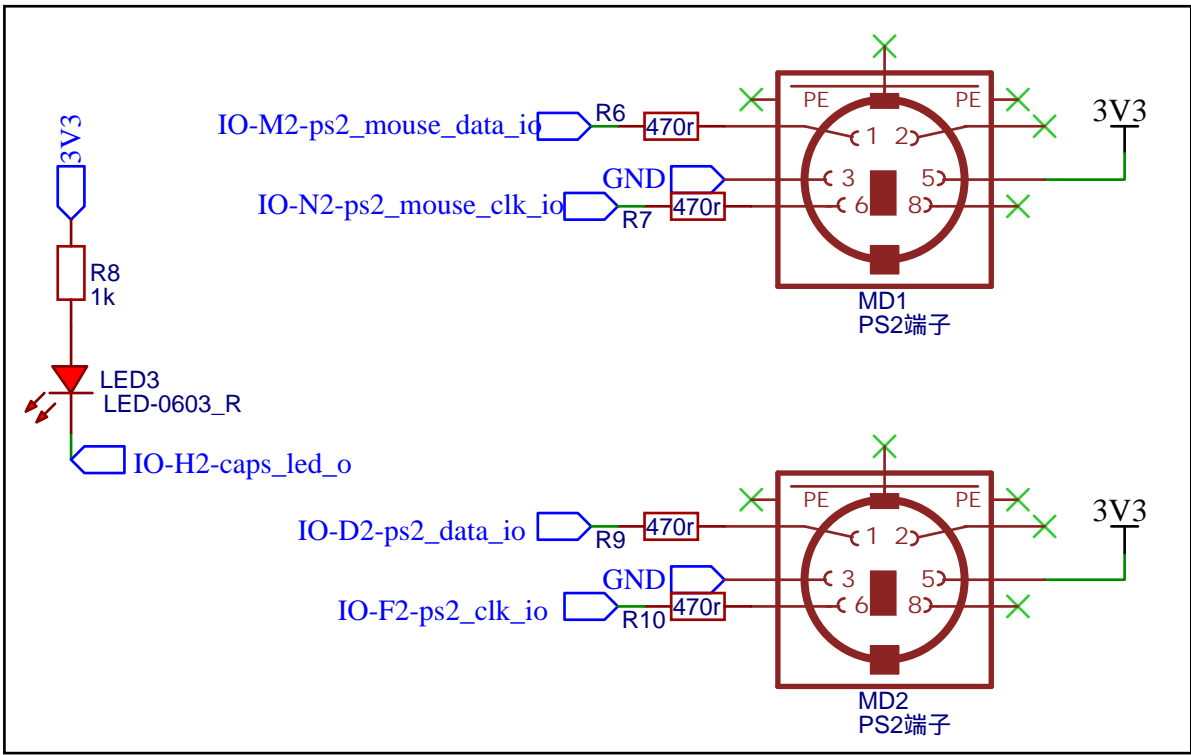 3V3
R8
1k
LED3
LED-0603_R
IO-H2-caps_led_o
IO-M2-ps2_mouse_data_io
R6
470r
GND
IO-N2-ps2_mouse_clk_io
R7
470r
PE
PE
1
2
3
5
6
8
3V3
MD1
PS2端子
IO-D2-ps2_data_io
R9
470r
GND
IO-F2-ps2_clk_io
R10
470r
PE
PE
1
2
3
5
6
8
3V3
MD2
PS2端子